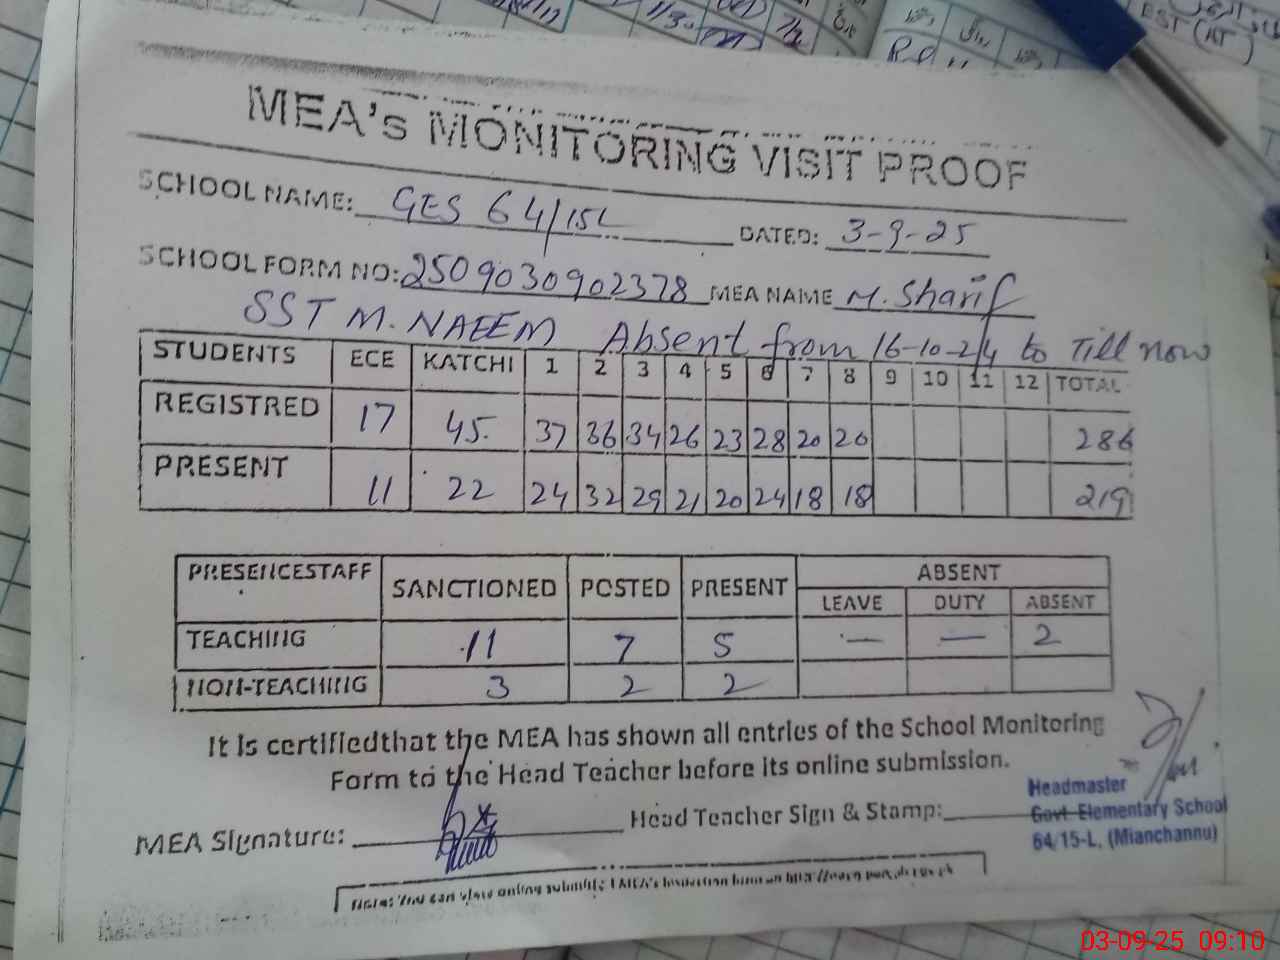 EST (AT)
MEA's MONITORING VISIT PROOF
SCHOOL NAME: GES 64/15L DATED: 3-9-25
SCHOOL FORM NO: 2509030902378 MEA NAME M. Sharif
SST M. NAEEM Absent from 16-10-24 to Till now
STUDENTS ECE KATCHI 1 2 3 4 5 6 7 8 9 10 11 12 TOTAL
REGISTRED 17 45. 37 36 34 26 23 28 20 20 286
PRESENT 11 22 24 32 29 21 20 24 18 18 219
PRESENCESTAFF SANCTIONED POSTED PRESENT ABSENT
LEAVE DUTY ABSENT
TEACHING 11 7 5 — — 2
NON-TEACHING 3 2 2
It is certifiedthat the MEA has shown all entries of the School Monitoring
Form to the Head Teacher before its online submission.
MEA Signature: Head Teacher Sign & Stamp:
Headmaster
Govt Elementary School
64/15-L, (Mianchannu)
You can view online
03-09-25 09:10